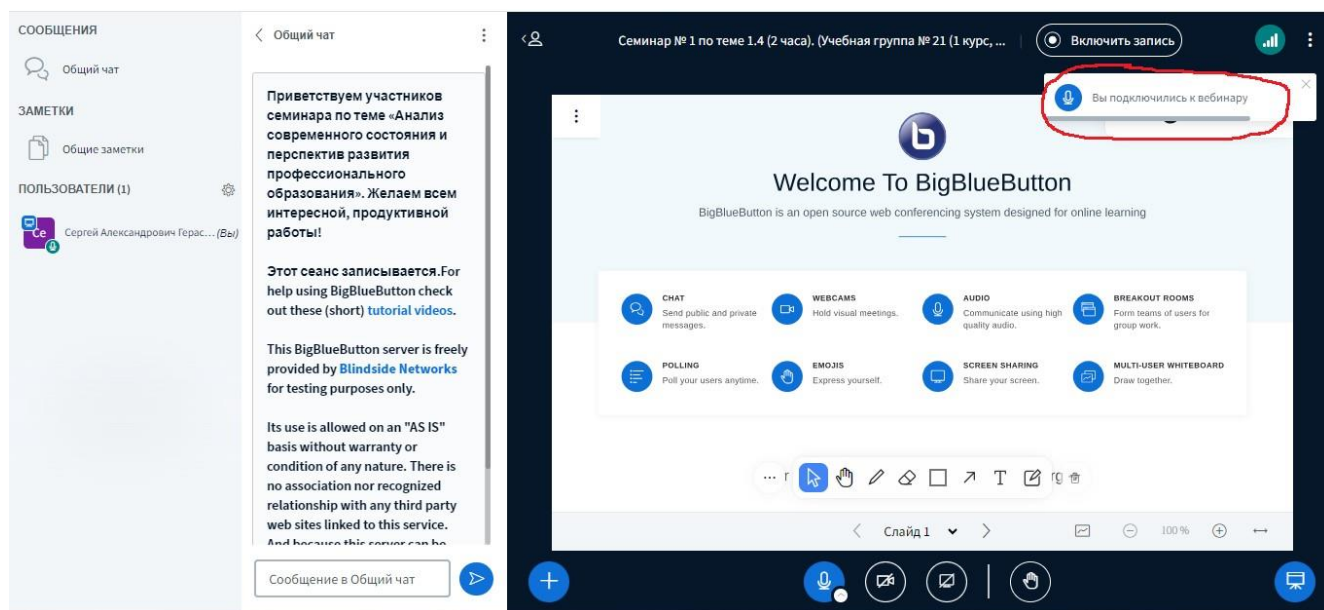 СООБЩЕНИЯ
Общий чат
ЗАМЕТКИ
Общие заметки
ПОЛЬЗОВАТЕЛИ (1)
Се
Сергей Александрович Герас... (Вы)
Общий чат
Приветствуем участников
семинара по теме «Анализ
современного состояния и
перспектив развития
профессионального
образования». Желаем всем
интересной, продуктивной
работы!
Этот сеанс записывается.For
help using BigBlueButton check
out these (short) tutorial videos.
This BigBlueButton server is freely
provided by Blindside Networks
for testing purposes only.
Its use is allowed on an "AS IS"
basis without warranty or
condition of any nature. There is
no association nor recognized
relationship with any third party
web sites linked to this service.
And because this server can be
Сообщение в Общий чат
Семинар № 1 по теме 1.4 (2 часа). (Учебная группа № 21 (1 курс, ...
Включить запись
Вы подключились к вебинару
b
Welcome To BigBlueButton
BigBlueButton is an open source web conferencing system designed for online learning
CHAT
Send public and private
messages.
WEBCAMS
Hold visual meetings.
AUDIO
Communicate using high
quality audio.
BREAKOUT ROOMS
Form teams of users for
group work.
POLLING
Poll your users anytime.
EMOJIS
Express yourself.
SCREEN SHARING
Share your screen.
MULTI-USER WHITEBOARD
Draw together.
T
Слайд 1
100 %